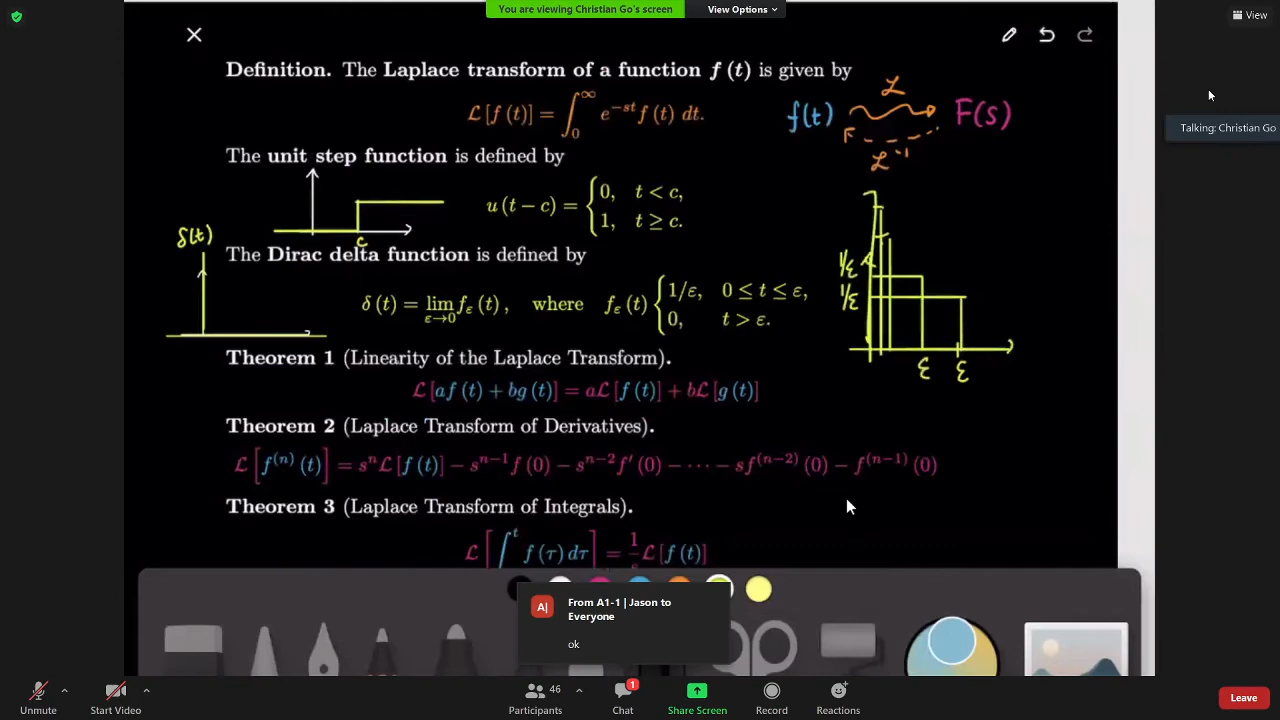 You are viewing Christian Go's screen
View Options
View
Talking: Christian Go
Definition. The Laplace transform of a function f (t) is given by
ℒ [f (t)] = ∫₀^∞ e^{−st} f (t) dt.
f(t) ℒ F(s)
ℒ⁻¹
The unit step function is defined by
u (t − c) = { 0, t < c,
1, t ≥ c.
c
δ(t)
The Dirac delta function is defined by
δ (t) = lim_{ε→0} f_ε (t) , where f_ε (t) { 1/ε, 0 ≤ t ≤ ε,
0, t > ε.
1/ε
1/ε
ε ε
Theorem 1 (Linearity of the Laplace Transform).
ℒ [af (t) + bg (t)] = aℒ [f (t)] + bℒ [g (t)]
Theorem 2 (Laplace Transform of Derivatives).
ℒ [f^{(n)} (t)] = s^n ℒ [f (t)] − s^{n−1} f (0) − s^{n−2} f′ (0) − ⋯ − sf^{(n−2)} (0) − f^{(n−1)} (0)
Theorem 3 (Laplace Transform of Integrals).
ℒ [∫^t f (τ) dτ] = 1/s ℒ [f (t)]
A|
From A1-1 | Jason to
Everyone
ok
Unmute
Start Video
46
Participants
1
Chat
Share Screen
Record
Reactions
Leave